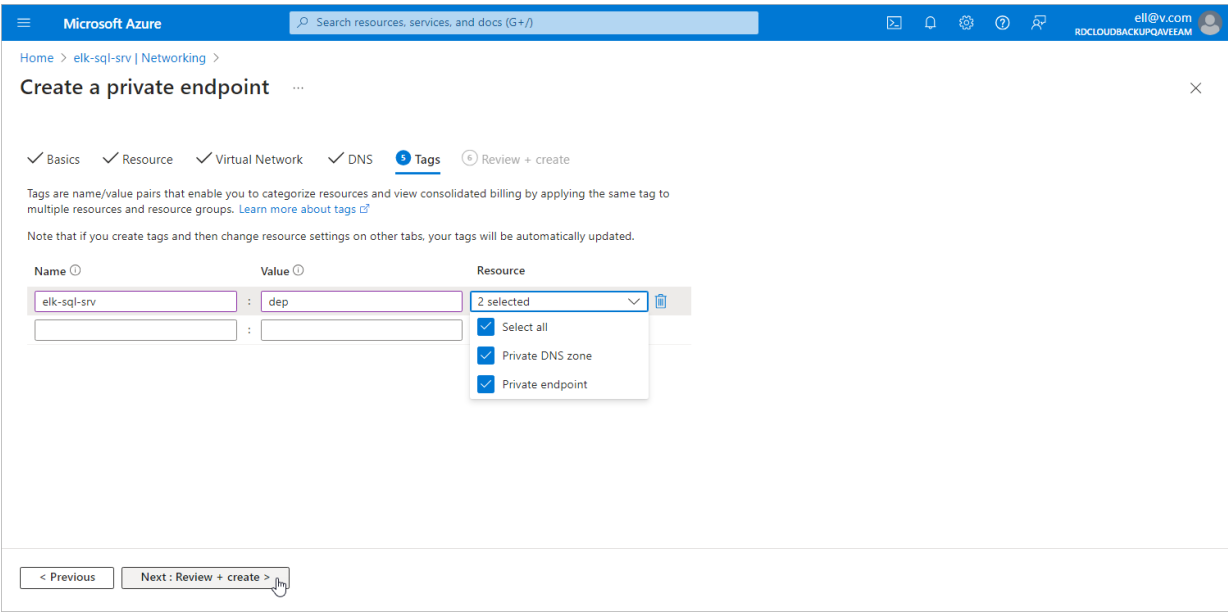 Microsoft Azure
Search resources, services, and docs (G+/)
ell@v.com
RDCLOUDBACKUPQAVEEAM
Home > elk-sql-srv | Networking >
Create a private endpoint ...
Basics Resource Virtual Network DNS 5 Tags 6 Review + create
Tags are name/value pairs that enable you to categorize resources and view consolidated billing by applying the same tag to
multiple resources and resource groups. Learn more about tags
Note that if you create tags and then change resource settings on other tabs, your tags will be automatically updated.
Name Value Resource
elk-sql-srv : dep 2 selected
:
Select all
Private DNS zone
Private endpoint
< Previous Next : Review + create >